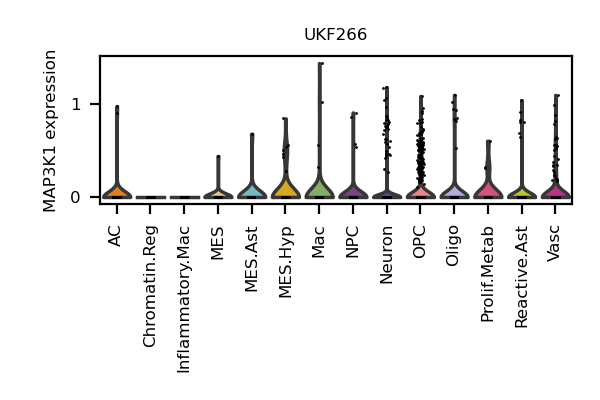 UKF266
MAP3K1 expression
1
0
AC
Chromatin.Reg
Inflammatory.Mac
MES
MES.Ast
MES.Hyp
Mac
NPC
Neuron
OPC
Oligo
Prolif.Metab
Reactive.Ast
Vasc